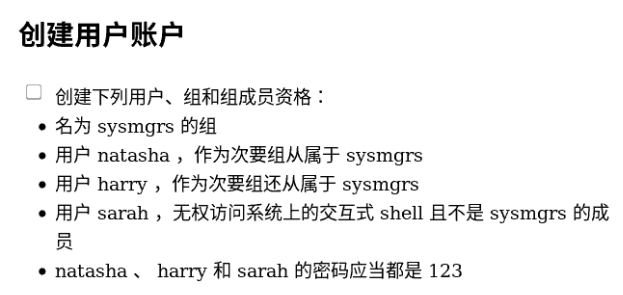 创建用户账户
创建下列用户、组和组成员资格：
• 名为 sysmgrs 的组
• 用户 natasha ，作为次要组从属于 sysmgrs
• 用户 harry ，作为次要组还从属于 sysmgrs
• 用户 sarah ，无权访问系统上的交互式 shell 且不是 sysmgrs 的成
员
• natasha 、 harry 和 sarah 的密码应当都是 123